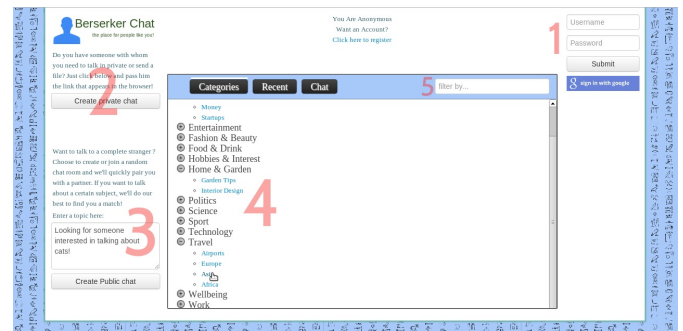 Berserker Chat
the place for people like you!
Do you have someone with whom
you need to talk in private or send a
file? Just click below and pass him
the link that appears in the browser!
2
Create private chat
Want to talk to a complete stranger ?
Choose to create or join a random
chat room and we'll quickly pair you
with a partner. If you want to talk
about a certain subject, we'll do our
best to find you a match!
Enter a topic here:
Looking for someone
interested in talking about
cats!
3
Create Public chat
You Are Anonymous
Want an Account?
Click here to register
Categories Recent Chat 5 filter by...
Money
Startups
Entertainment
Fashion & Beauty
Food & Drink
Hobbies & Interest
Home & Garden
Garden Tips
Interior Design
4
Politics
Science
Sport
Technology
Travel
Airports
Europe
Africa
Wellbeing
Work
1
Username
Password
Submit
g sign in with google